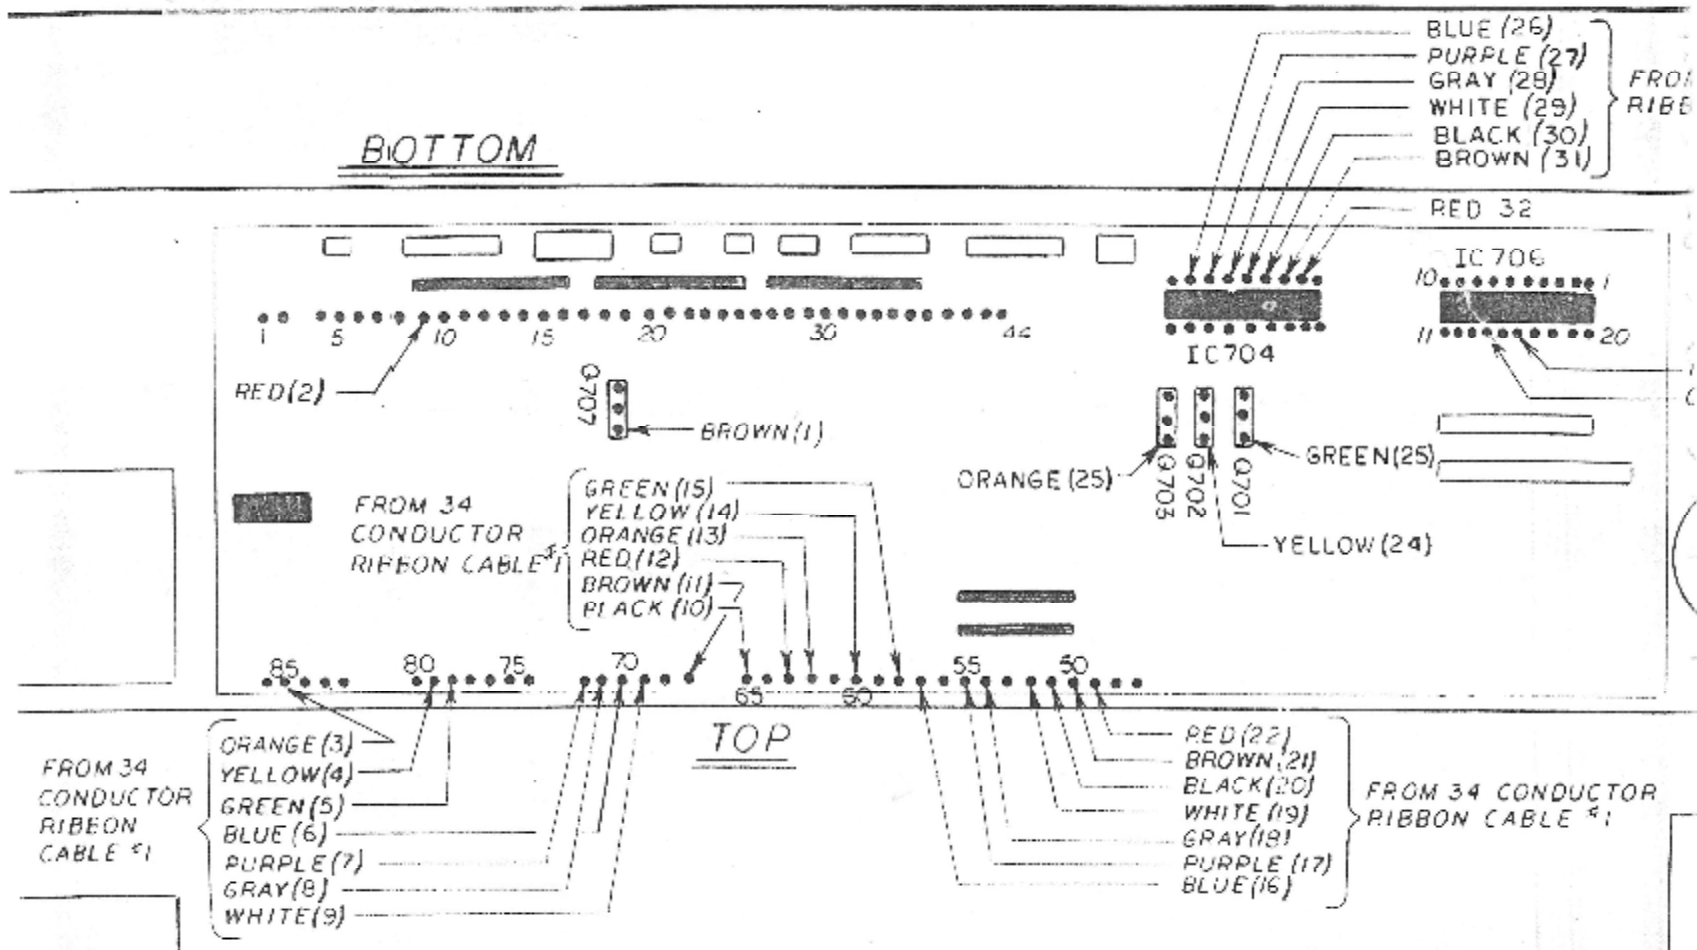 BLUE (26)
PURPLE (27)
GRAY (28)
WHITE (29)
BLACK (30)
BROWN (31)
RED 32
BOTTOM
IC706
10
1
11
20
IC704
1
5
10
15
20
30
44
RED(2)
Q707
BROWN(1)
ORANGE(25)
Q703
Q702
Q701
GREEN(25)
YELLOW(24)
FROM 34
CONDUCTOR
RIBBON CABLE #1
GREEN(15)
YELLOW(14)
ORANGE(13)
RED(12)
BROWN(11)
BLACK(10)
85
80
75
70
65
60
55
50
TOP
FROM 34
CONDUCTOR
RIBBON
CABLE #1
ORANGE(3)
YELLOW(4)
GREEN(5)
BLUE(6)
PURPLE(7)
GRAY(8)
WHITE(9)
RED(22)
BROWN(21)
BLACK(20)
WHITE(19)
GRAY(18)
PURPLE(17)
BLUE(16)
FROM 34 CONDUCTOR
RIBBON CABLE #1